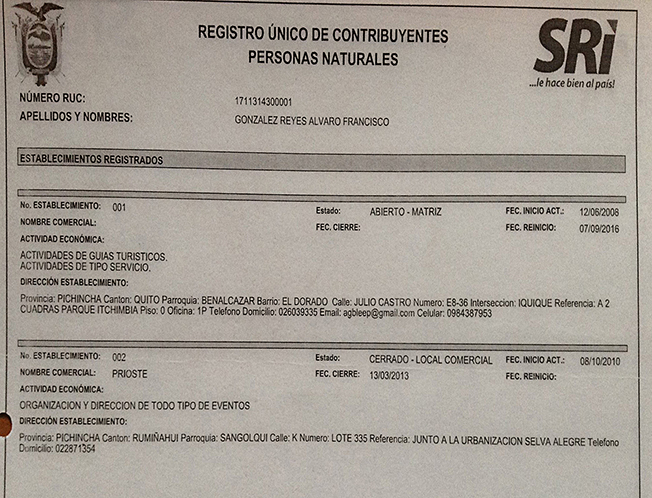 REGISTRO ÚNICO DE CONTRIBUYENTES
PERSONAS NATURALES
SRi
...le hace bien al país!
NÚMERO RUC: 1711314300001
APELLIDOS Y NOMBRES: GONZALEZ REYES ALVARO FRANCISCO
ESTABLECIMIENTOS REGISTRADOS
No. ESTABLECIMIENTO: 001 Estado: ABIERTO - MATRIZ FEC. INICIO ACT.: 12/06/2008
NOMBRE COMERCIAL: FEC. CIERRE: FEC. REINICIO: 07/09/2016
ACTIVIDAD ECONÓMICA:
ACTIVIDADES DE GUIAS TURISTICOS.
ACTIVIDADES DE TIPO SERVICIO.
DIRECCIÓN ESTABLECIMIENTO:
Provincia: PICHINCHA Canton: QUITO Parroquia: BENALCAZAR Barrio: EL DORADO Calle: JULIO CASTRO Numero: E8-36 Interseccion: IQUIQUE Referencia: A 2
CUADRAS PARQUE ITCHIMBIA Piso: 0 Oficina: 1P Telefono Domicilio: 026039335 Email: agbleep@gmail.com Celular: 0984387953
No. ESTABLECIMIENTO: 002 Estado: CERRADO - LOCAL COMERCIAL FEC. INICIO ACT.: 08/10/2010
NOMBRE COMERCIAL: PRIOSTE FEC. CIERRE: 13/03/2013 FEC. REINICIO:
ACTIVIDAD ECONÓMICA:
ORGANIZACION Y DIRECCION DE TODO TIPO DE EVENTOS
DIRECCIÓN ESTABLECIMIENTO:
Provincia: PICHINCHA Canton: RUMIÑAHUI Parroquia: SANGOLQUI Calle: K Numero: LOTE 335 Referencia: JUNTO A LA URBANIZACION SELVA ALEGRE Telefono
Domicilio: 022871354